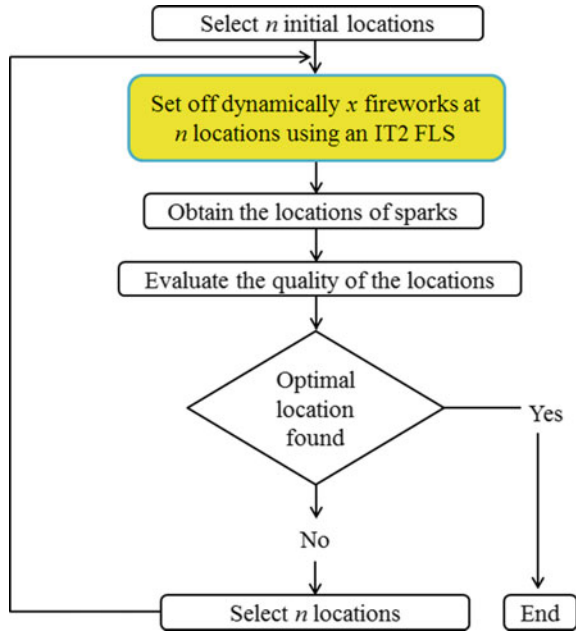 Select n initial locations
Set off dynamically x fireworks at
n locations using an IT2 FLS
Obtain the locations of sparks
Evaluate the quality of the locations
Optimal
location
found
Yes
No
Select n locations
End